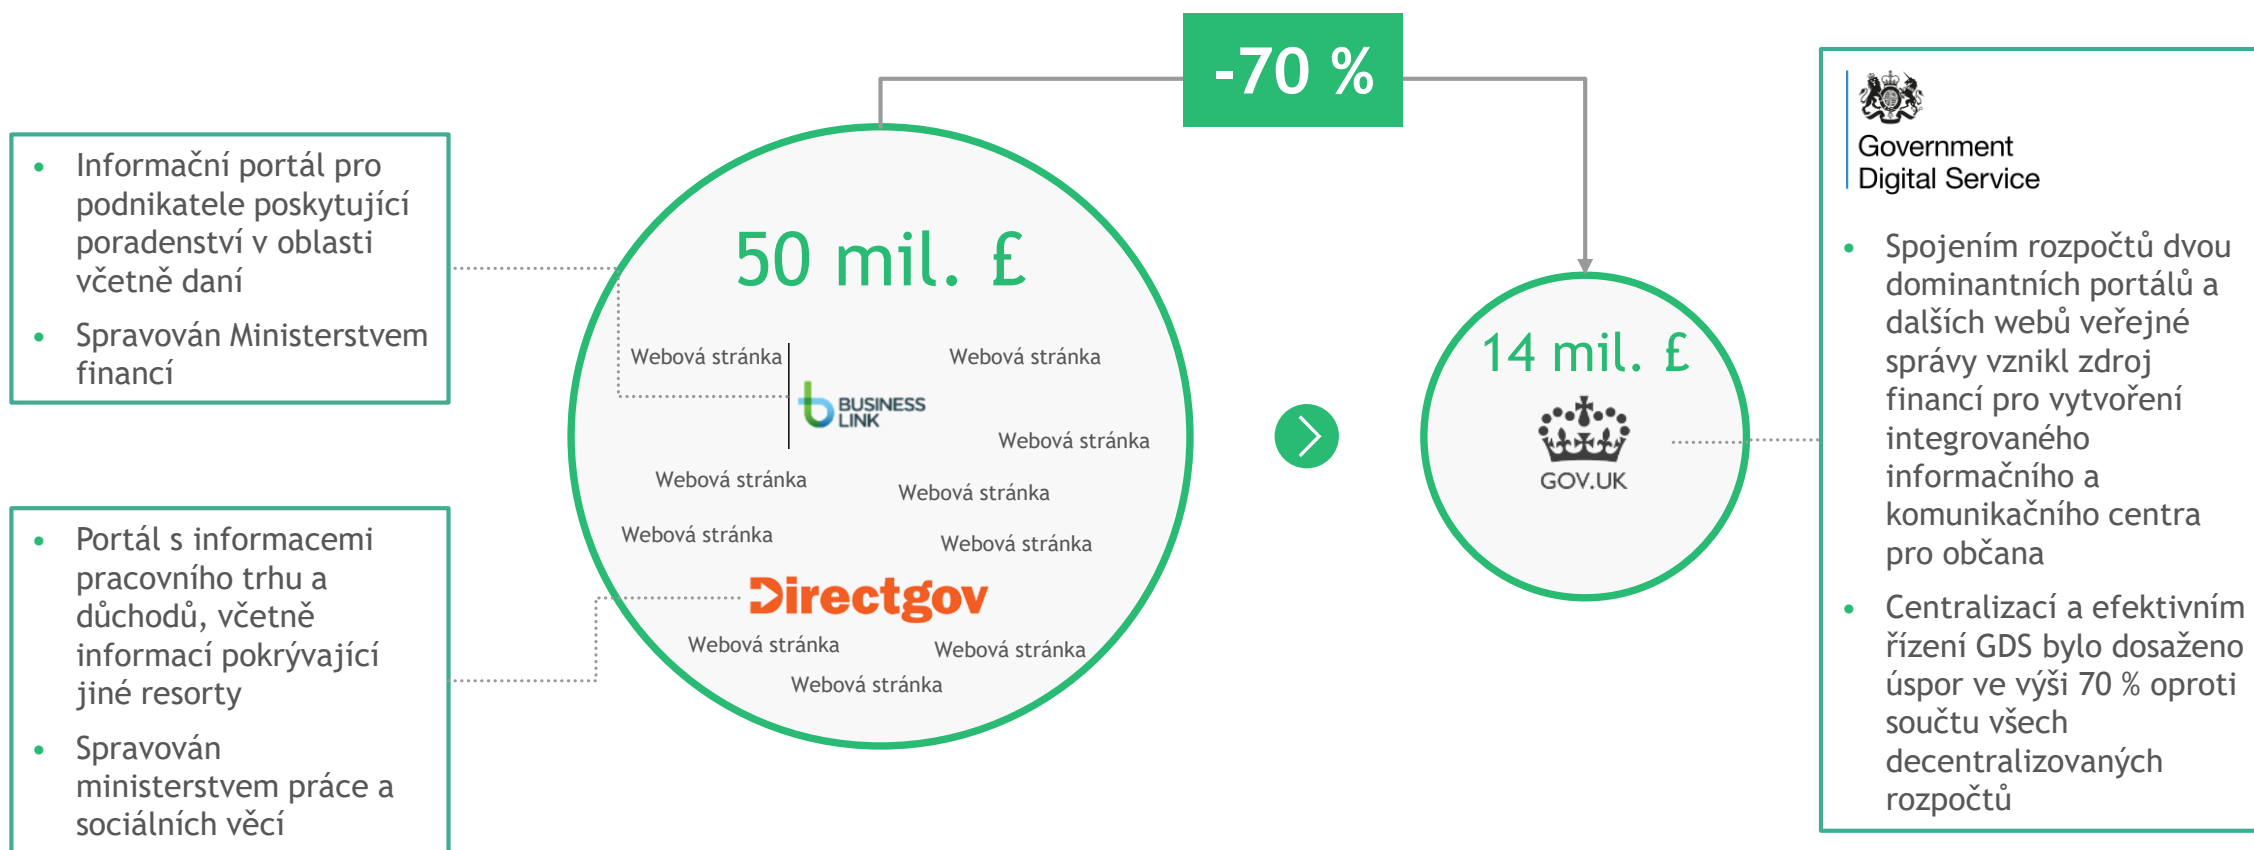 -70 %
• Informační portál pro
podnikatele poskytující
poradenství v oblasti
včetně daní
• Spravován Ministerstvem
financí
• Portál s informacemi
pracovního trhu a
důchodů, včetně
informací pokrývající
jiné resorty
• Spravován
ministerstvem práce a
sociálních věcí
50 mil. £
Webová stránka
Webová stránka
BUSINESS
LINK
Webová stránka
Webová stránka
Webová stránka
Webová stránka
Webová stránka
Directgov
Webová stránka
Webová stránka
Webová stránka
14 mil. £
GOV.UK
Government
Digital Service
• Spojením rozpočtů dvou
dominantních portálů a
dalších webů veřejné
správy vznikl zdroj
financí pro vytvoření
integrovaného
informačního a
komunikačního centra
pro občana
• Centralizací a efektivním
řízení GDS bylo dosaženo
úspor ve výši 70 % oproti
součtu všech
decentralizovaných
rozpočtů